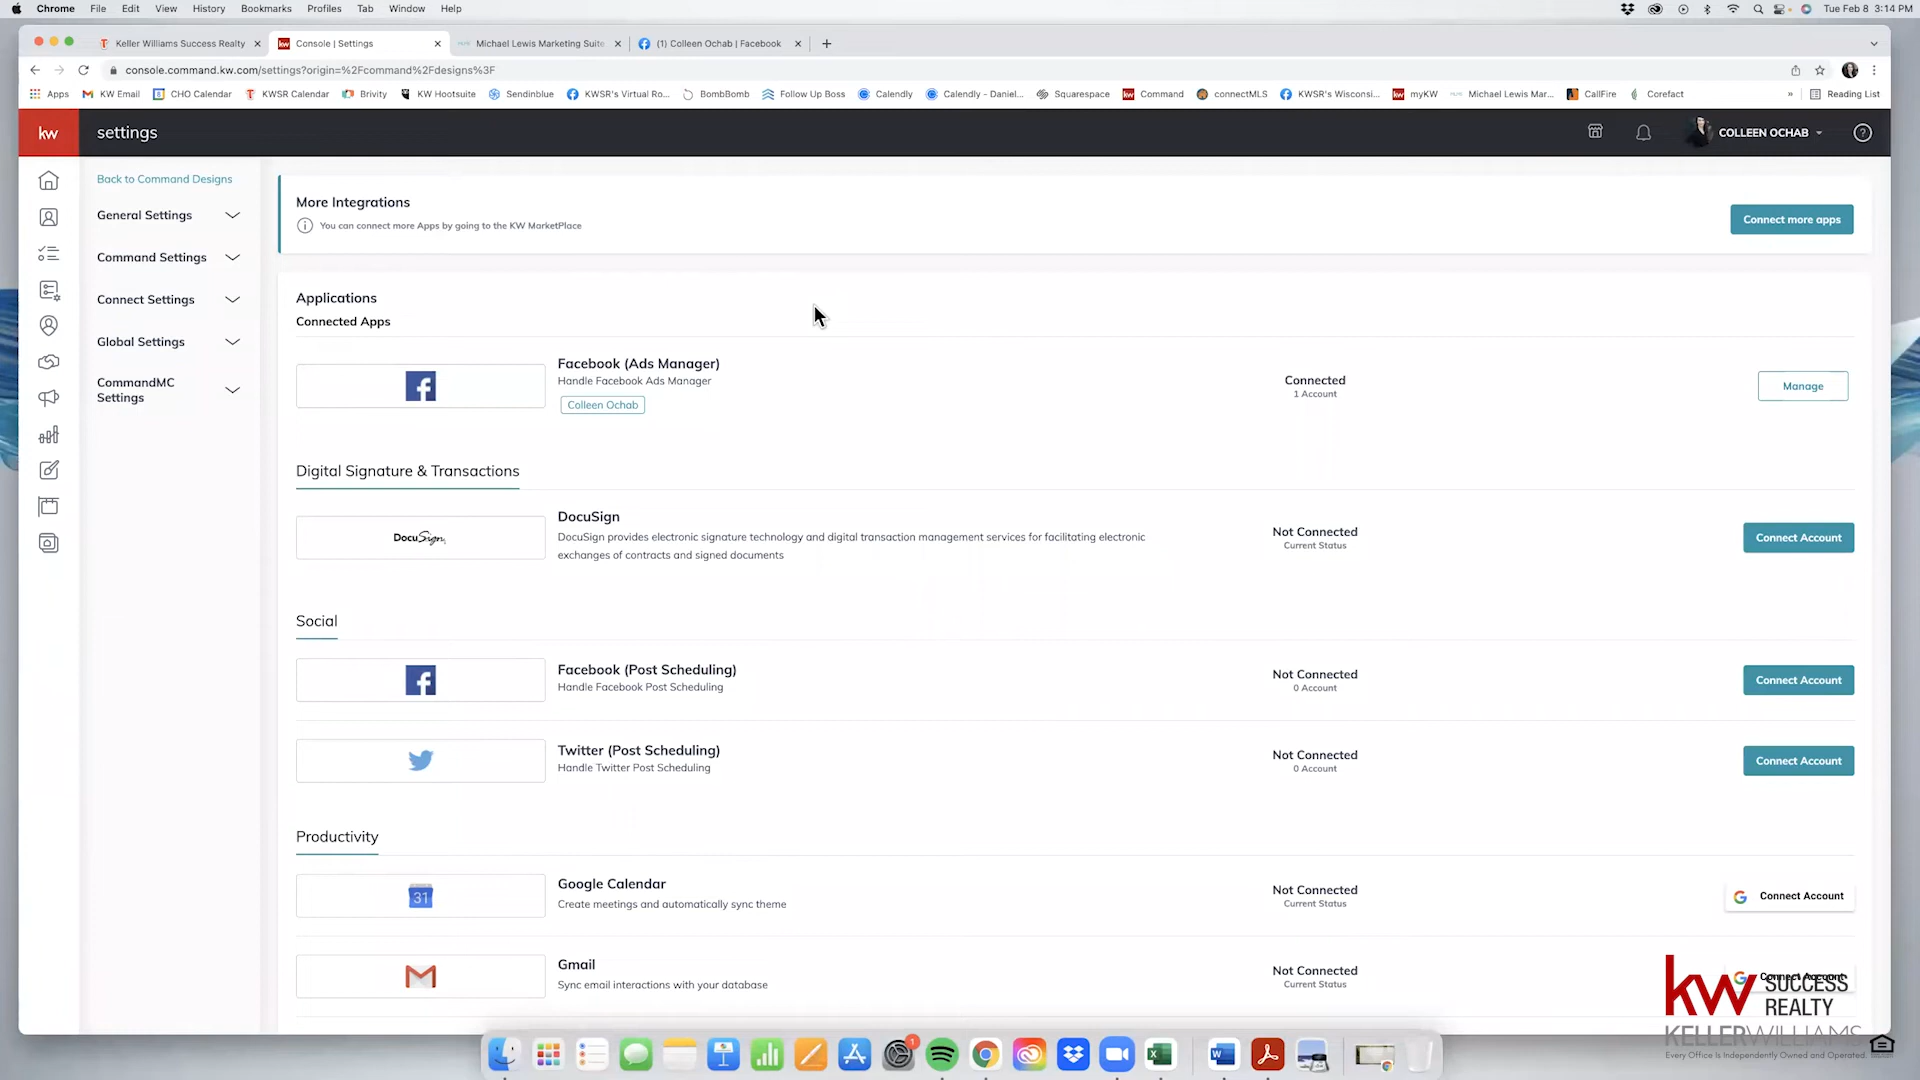 Chrome File Edit View History Bookmarks Profiles Tab Window Help Tue Feb 8 3:14 PM
Keller Williams Success Realty Console | Settings Michael Lewis Marketing Suite (1) Colleen Ochab | Facebook
console.command.kw.com/settings?origin=%2Fcommand%2Fdesigns%3F
Apps KW Email CHO Calendar KWSR Calendar Brivity KW Hootsuite Sendinblue KWSR's Virtual Ro... BombBomb Follow Up Boss Calendly Calendly - Daniel... Squarespace Command connectMLS KWSR's Wisconsi... myKW Michael Lewis Mar... CallFire Corefact » Reading List
kw settings COLLEEN OCHAB
Back to Command Designs
General Settings
Command Settings
Connect Settings
Global Settings
CommandMC
Settings
More Integrations
You can connect more Apps by going to the KW MarketPlace
Connect more apps
Applications
Connected Apps
Facebook (Ads Manager)
Handle Facebook Ads Manager
Colleen Ochab
Connected
1 Account
Manage
Digital Signature & Transactions
DocuSign
DocuSign
DocuSign provides electronic signature technology and digital transaction management services for facilitating electronic
exchanges of contracts and signed documents
Not Connected
Current Status
Connect Account
Social
Facebook (Post Scheduling)
Handle Facebook Post Scheduling
Not Connected
0 Account
Connect Account
Twitter (Post Scheduling)
Handle Twitter Post Scheduling
Not Connected
0 Account
Connect Account
Productivity
31
Google Calendar
Create meetings and automatically sync theme
Not Connected
Current Status
Connect Account
Gmail
Sync email interactions with your database
Not Connected
Current Status
Connect Account
kw SUCCESS
REALTY
KELLERWILLIAMS
Every Office is Independently Owned and Operated
1